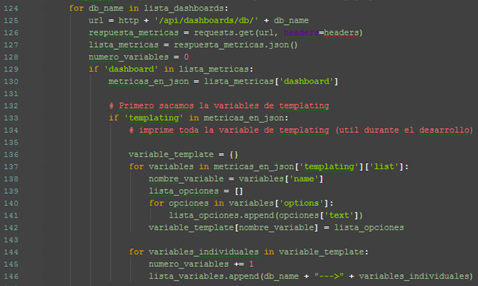 124 for db_name in lista_dashboards:
125 url = http + '/api/dashboards/db/' + db_name
126 respuesta_metricas = requests.get(url, headers=headers)
127 lista_metricas = respuesta_metricas.json()
128 numero_variables = 0
129 if 'dashboard' in lista_metricas:
130 metricas_en_json = lista_metricas['dashboard']
131
132 # Primero sacamos la variables de templating
133 if 'templating' in metricas_en_json:
134 # imprime toda la variable de templating (util durante el desarrollo)
135
136 variable_template = {}
137 for variables in metricas_en_json['templating']['list']:
138 nombre_variable = variables['name']
139 lista_opciones = []
140 for opciones in variables['options']:
141 lista_opciones.append(opciones['text'])
142 variable_template[nombre_variable] = lista_opciones
143
144 for variables_individuales in variable_template:
145 numero_variables += 1
146 lista_variables.append(db_name + "--->" + variables_individuales)